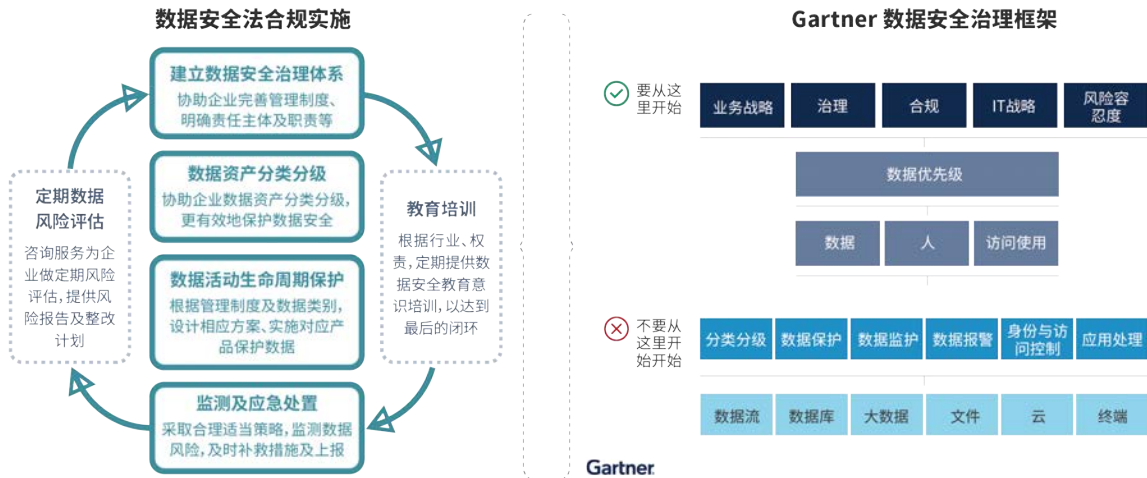 数据安全法合规实施
建立数据安全治理体系
协助企业完善管理制度、
明确责任主体及职责等
数据资产分类分级
协助企业数据资产分类分级,
更有效地保护数据安全
数据活动生命周期保护
根据管理制度及数据类别,
设计相应方案、实施对应产
品保护数据
监测及应急处置
采取合理适当策略,监测数据
风险,及时补救措施及上报
定期数据
风险评估
咨询服务为企
业做定期风险
评估,提供风
险报告及整改
计划
教育培训
根据行业、权
责,定期提供数
据安全教育意
识培训,以达到
最后的闭环
Gartner 数据安全治理框架
要从这
里开始
业务战略
治理
合规
IT战略
风险容
忍度
数据优先级
数据
人
访问使用
不要从
这里开
始开始
分类分级
数据保护
数据监护
数据报警
身份与访
问控制
应用处理
数据流
数据库
大数据
文件
云
终端
Gartner